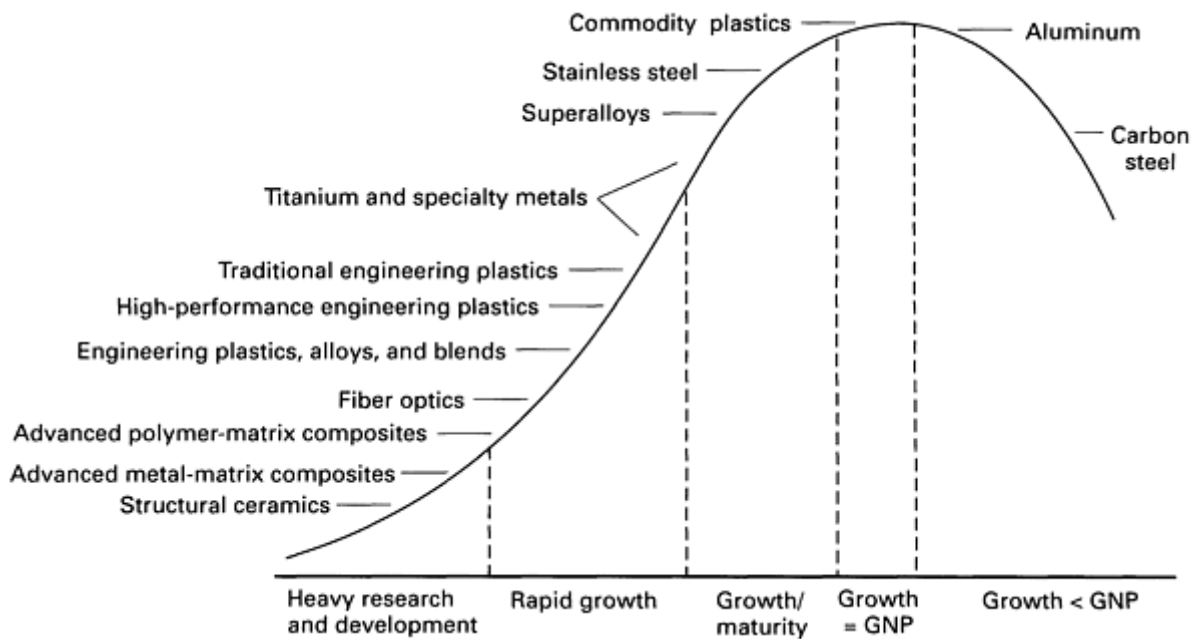 Commodity plastics
Aluminum
Stainless steel
Superalloys
Carbon
steel
Titanium and specialty metals
Traditional engineering plastics
High-performance engineering plastics
Engineering plastics, alloys, and blends
Fiber optics
Advanced polymer-matrix composites
Advanced metal-matrix composites
Structural ceramics
Heavy research
and development
Rapid growth
Growth/
maturity
Growth
= GNP
Growth < GNP